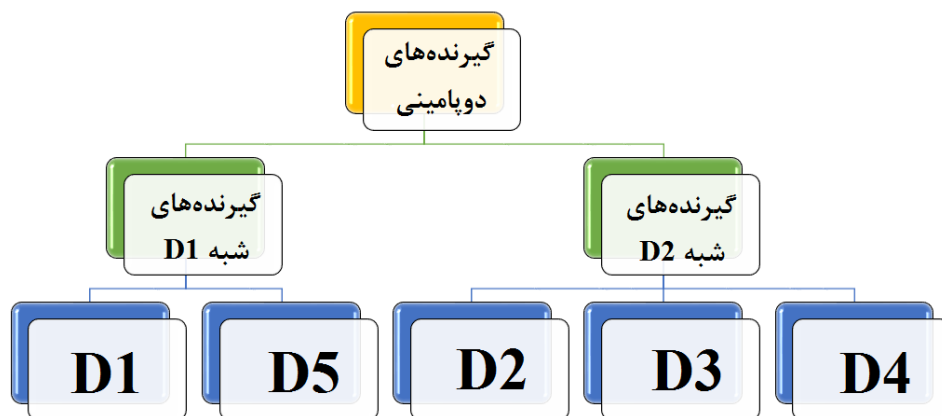 گیرنده‌های
دوپامینی
گیرنده‌های
شبه D1
گیرنده‌های
شبه D2
D1
D5
D2
D3
D4